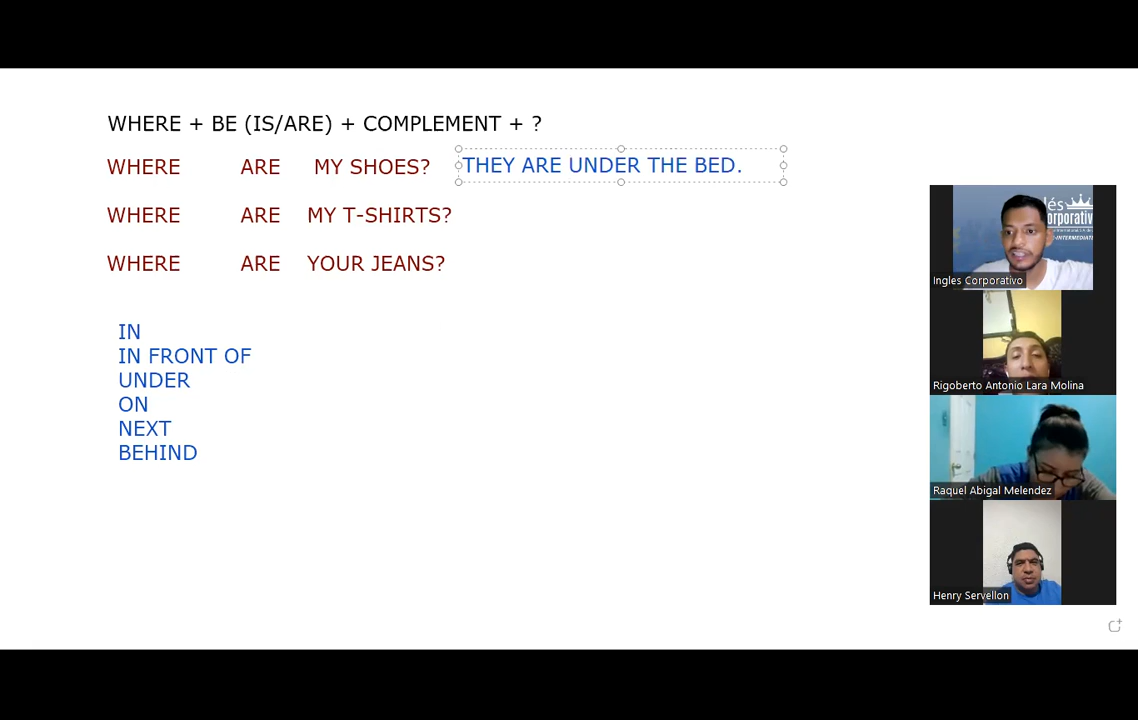 WHERE + BE (IS/ARE) + COMPLEMENT + ?
WHERE ARE MY SHOES? THEY ARE UNDER THE BED.
WHERE ARE MY T-SHIRTS?
WHERE ARE YOUR JEANS?
IN
IN FRONT OF
UNDER
ON
NEXT
BEHIND
Ingles Corporativo
Rigoberto Antonio Lara Molina
Raquel Abigal Melendez
Henry Servellon